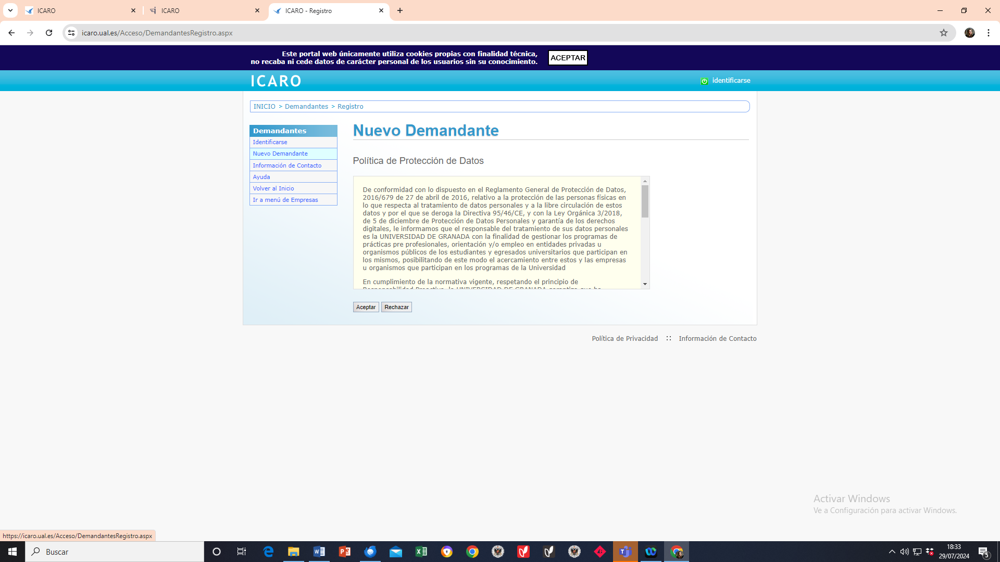 ICARO
ICARO
ICARO - Registro
icaro.ual.es/Acceso/DemandantesRegistro.aspx
Este portal web únicamente utiliza cookies propias con finalidad técnica,
no recaba ni cede datos de carácter personal de los usuarios sin su conocimiento.
ACEPTAR
ICARO
identificarse
INICIO > Demandantes > Registro
Demandantes
Identificarse
Nuevo Demandante
Información de Contacto
Ayuda
Volver al Inicio
Ir a menú de Empresas
Nuevo Demandante
Política de Protección de Datos
De conformidad con lo dispuesto en el Reglamento General de Protección de Datos,
2016/679 de 27 de abril de 2016, relativo a la protección de las personas físicas en
lo que respecta al tratamiento de datos personales y a la libre circulación de estos
datos y por el que se deroga la Directiva 95/46/CE, y con la Ley Orgánica 3/2018,
de 5 de diciembre de Protección de Datos Personales y garantía de los derechos
digitales, le informamos que el responsable del tratamiento de sus datos personales
es la UNIVERSIDAD DE GRANADA con la finalidad de gestionar los programas de
prácticas pre profesionales, orientación y/o empleo en entidades privadas u
organismos públicos de los estudiantes y egresados universitarios que participan en
los mismos, posibilitando de este modo el acercamiento entre estos y las empresas
u organismos que participan en los programas de la Universidad
En cumplimiento de la normativa vigente, respetando el principio de
Responsabilidad Proactiva, la UNIVERSIDAD DE GRANADA garantiza que ha
Aceptar
Rechazar
Política de Privacidad :: Información de Contacto
Activar Windows
Ve a Configuración para activar Windows.
https://icaro.ual.es/Acceso/DemandantesRegistro.aspx
Buscar
18:33
29/07/2024
5